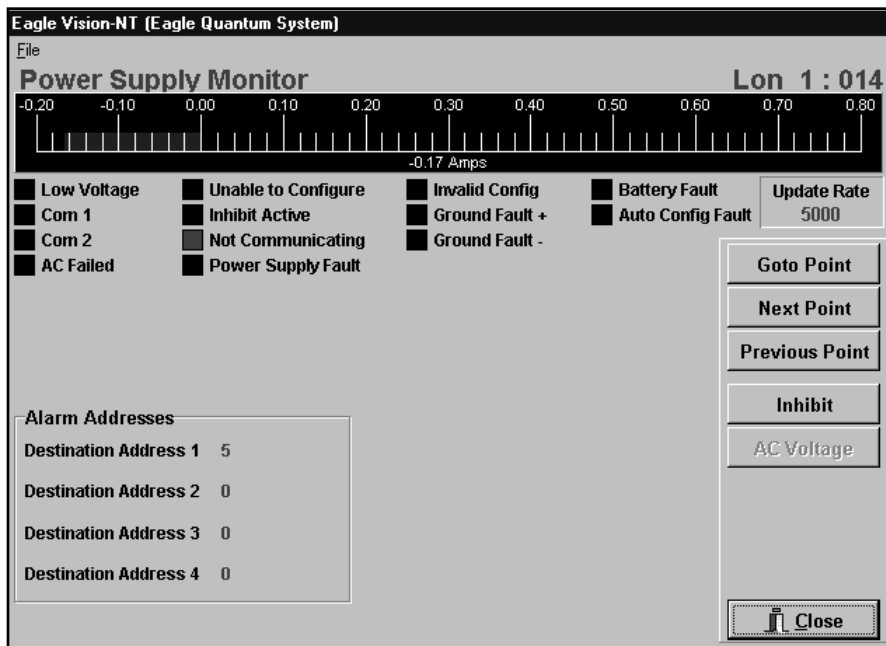 Eagle Vision-NT (Eagle Quantum System)
File
Power Supply Monitor Lon 1 : 014
-0.20 -0.10 0.00 0.10 0.20 0.30 0.40 0.50 0.60 0.70 0.80
-0.17 Amps
Low Voltage Unable to Configure Invalid Config Battery Fault Update Rate
Com 1 Inhibit Active Ground Fault + Auto Config Fault 5000
Com 2 Not Communicating Ground Fault -
AC Failed Power Supply Fault
Goto Point
Next Point
Previous Point
Inhibit
AC Voltage
Alarm Addresses
Destination Address 1 5
Destination Address 2 0
Destination Address 3 0
Destination Address 4 0
Close